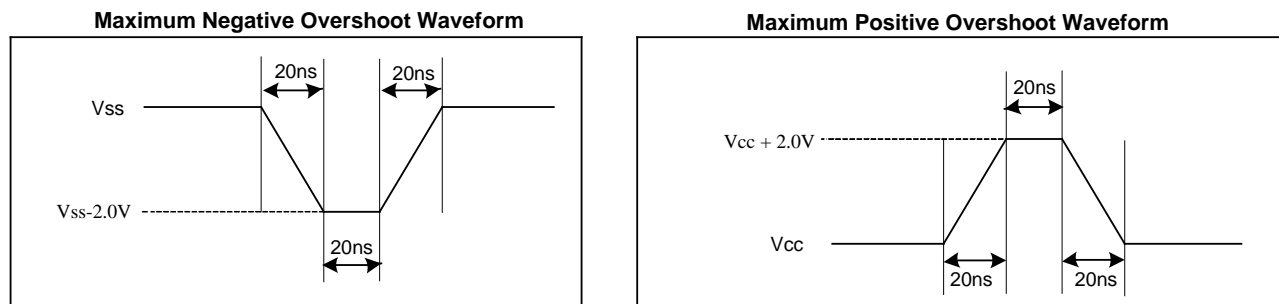 Maximum Negative Overshoot Waveform
20ns
20ns
Vss
Vss-2.0V
20ns
Maximum Positive Overshoot Waveform
20ns
Vcc + 2.0V
Vcc
20ns
20ns